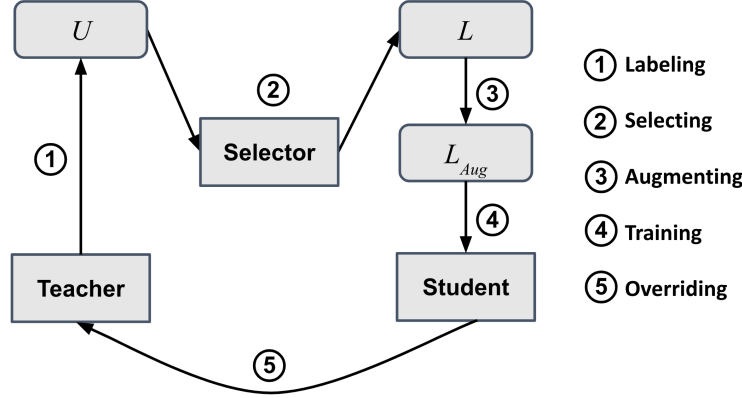 U
L
① Labeling
②
③
Selector
② Selecting
①
L_Aug
③ Augmenting
④
④ Training
Teacher
Student
⑤ Overriding
⑤